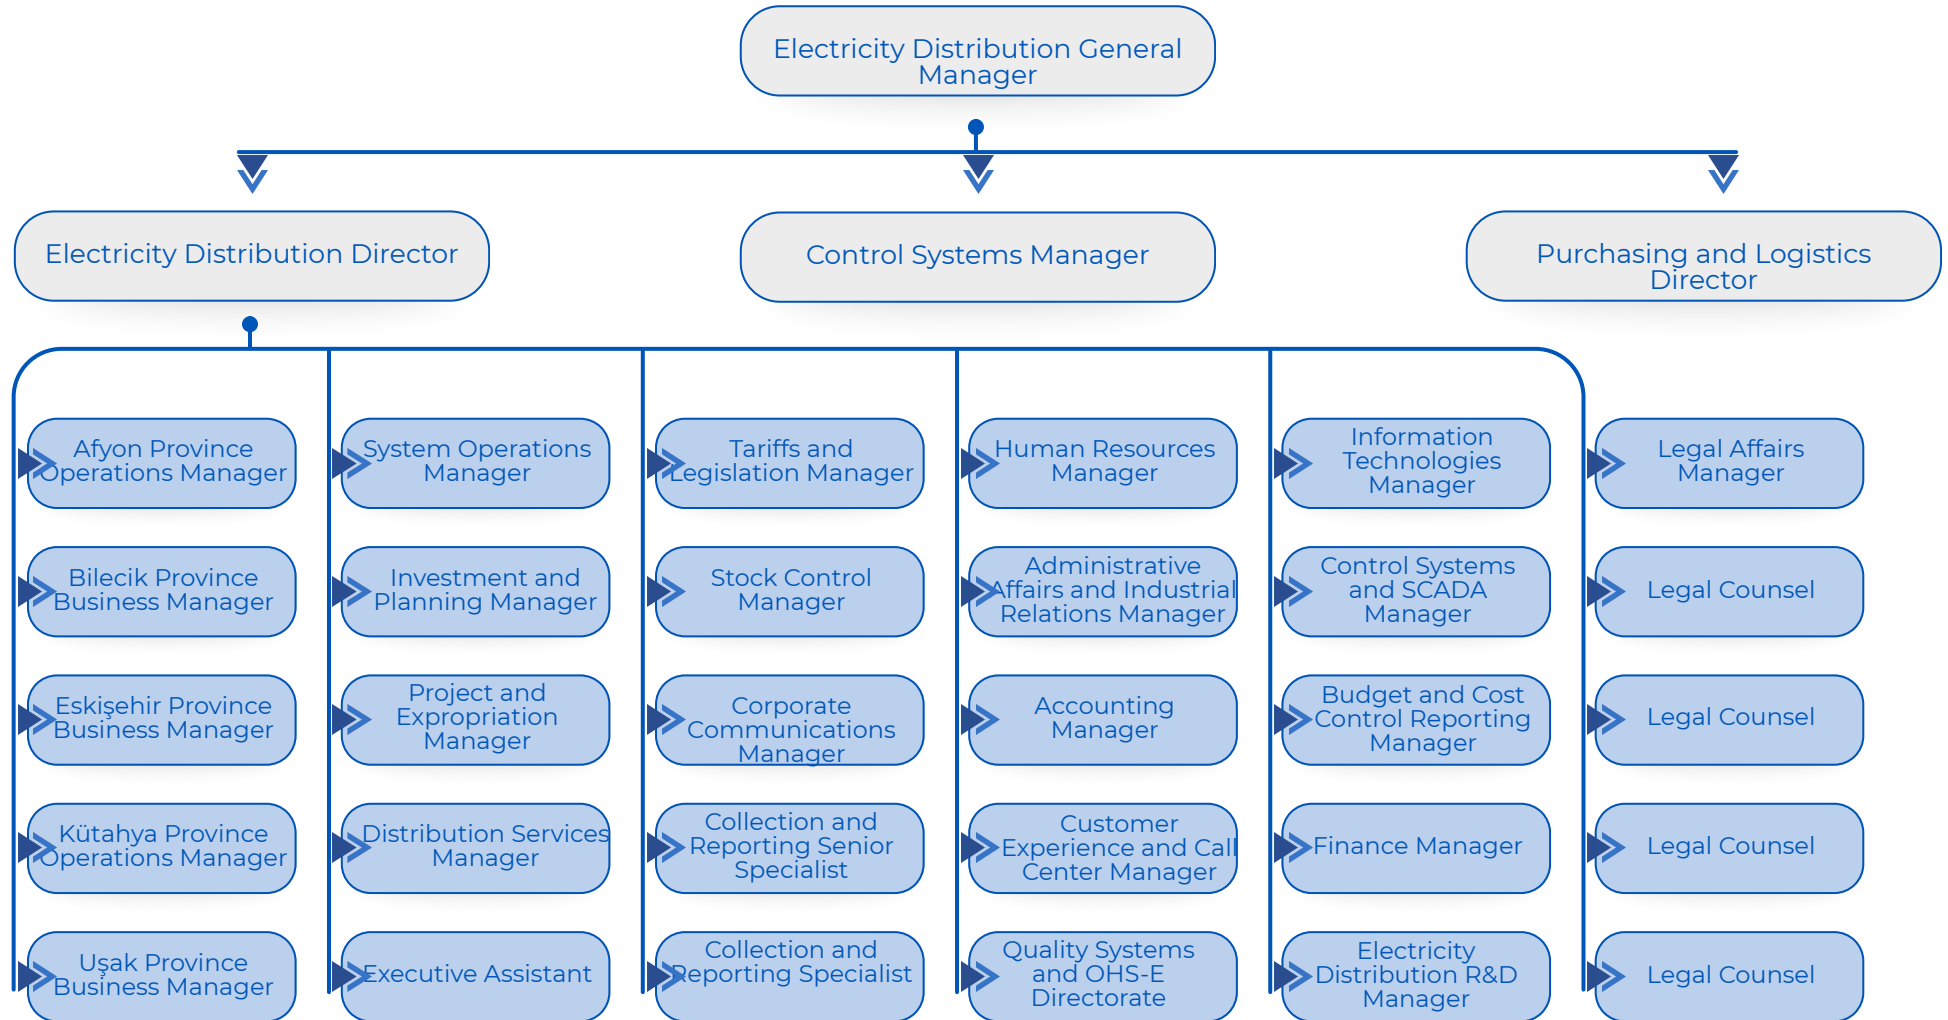 Electricity Distribution General
Manager
Electricity Distribution Director
Control Systems Manager
Purchasing and Logistics
Director
Afyon Province
Operations Manager
System Operations
Manager
Tariffs and
Legislation Manager
Human Resources
Manager
Information
Technologies
Manager
Legal Affairs
Manager
Bilecik Province
Business Manager
Investment and
Planning Manager
Stock Control
Manager
Administrative
Affairs and Industrial
Relations Manager
Control Systems
and SCADA
Manager
Legal Counsel
Eskişehir Province
Business Manager
Project and
Expropriation
Manager
Corporate
Communications
Manager
Accounting
Manager
Budget and Cost
Control Reporting
Manager
Legal Counsel
Kütahya Province
Operations Manager
Distribution Services
Manager
Collection and
Reporting Senior
Specialist
Customer
Experience and Call
Center Manager
Finance Manager
Legal Counsel
Uşak Province
Business Manager
Executive Assistant
Collection and
Reporting Specialist
Quality Systems
and OHS-E
Directorate
Electricity
Distribution R&D
Manager
Legal Counsel